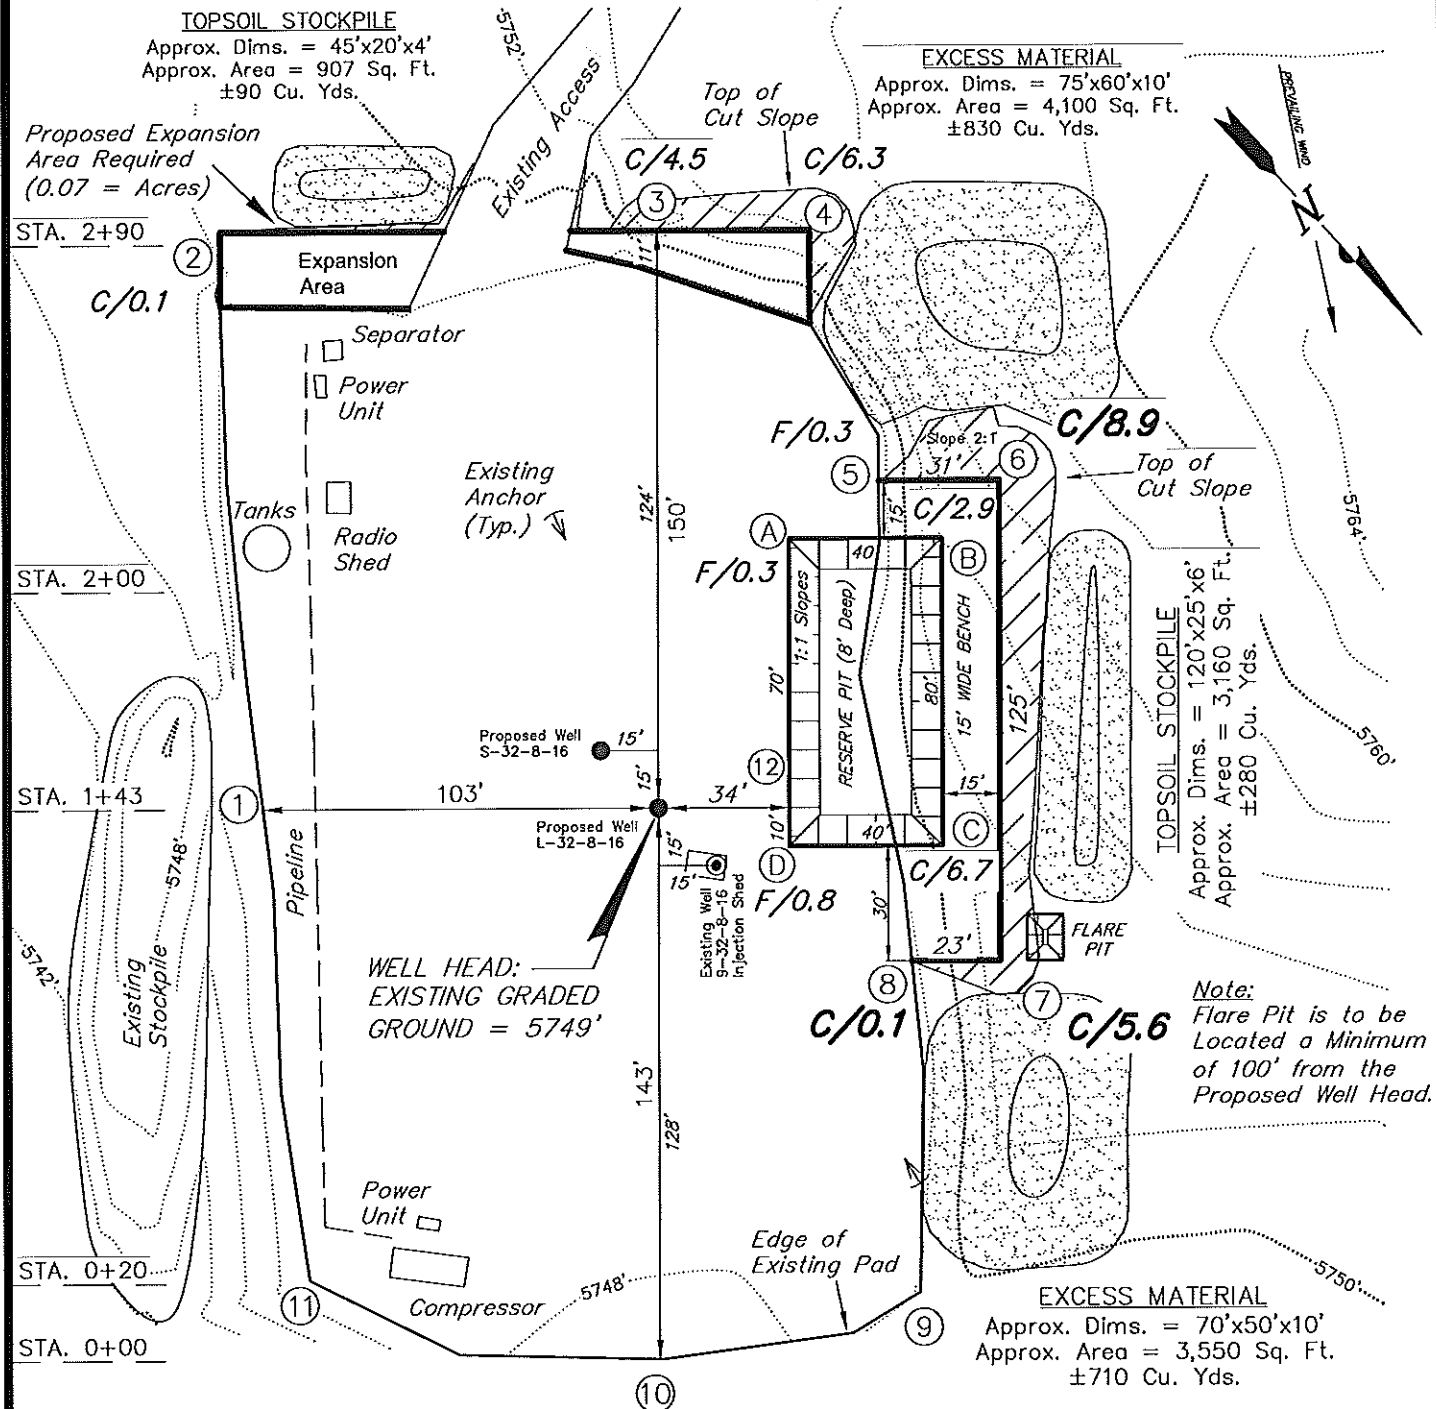 TOPSOIL STOCKPILE
Approx. Dims. = 45'x20'x4'
Approx. Area = 907 Sq. Ft.
±90 Cu. Yds.
5752'
Existing Access
EXCESS MATERIAL
Approx. Dims. = 75'x60'x10'
Approx. Area = 4,100 Sq. Ft.
±830 Cu. Yds.
PREVAILING WIND
N
Top of
Cut Slope
Proposed Expansion
Area Required
(0.07 = Acres)
C/4.5
C/6.3
3
4
STA. 2+90
2
C/0.1
Expansion
Area
11'
Separator
Power
Unit
F/0.3
5
Slope 2:1
31'
6
C/8.9
Top of
Cut Slope
5764'
Existing
Anchor
(Typ.)
124'
150'
15'
C/2.9
Tanks
Radio
Shed
A
40'
B
F/0.3
STA. 2+00
1:1 Slopes
RESERVE PIT (8' Deep)
70'
80'
15' WIDE BENCH
125'
TOPSOIL STOCKPILE
Approx. Dims. = 120'x25'x6'
Approx. Area = 3,160 Sq. Ft.
±280 Cu. Yds.
5760'
Proposed Well
S-32-8-16
15'
15'
12
STA. 1+43
1
103'
34'
15'
Proposed Well
L-32-8-16
10'
40'
C
D
C/6.7
F/0.8
15'
15'
Existing Well
9-32-8-16
Injection Shed
30'
23'
FLARE
PIT
8
C/0.1
7
C/5.6
Note:
Flare Pit is to be
Located a Minimum
of 100' from the
Proposed Well Head.
5748'
Pipeline
5742'
Existing
Stockpile
WELL HEAD:
EXISTING GRADED
GROUND = 5749'
143'
128'
Power
Unit
Compressor
STA. 0+20
11
5748'
Edge of
Existing Pad
5750'
9
EXCESS MATERIAL
Approx. Dims. = 70'x50'x10'
Approx. Area = 3,550 Sq. Ft.
±710 Cu. Yds.
STA. 0+00
10